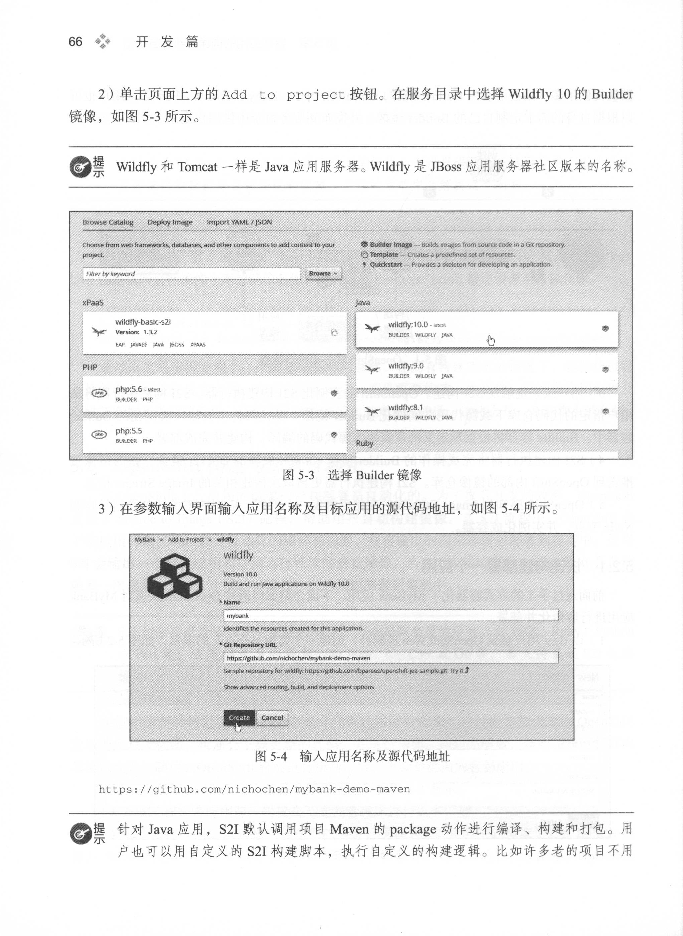 66 开发篇
2）单击页面上方的 Add to project 按钮。在服务目录中选择 Wildfly 10 的 Builder
镜像，如图 5-3 所示。
提示 Wildfly 和 Tomcat 一样是 Java 应用服务器。Wildfly 是 JBoss 应用服务器社区版本的名称。
Browse Catalog Deploy Image Import YAML / JSON
Choose from web frameworks, databases, and other components to add content to your
project.
Builder Image — Builds images from source code in a Git repository.
Template — Creates a predefined set of resources.
Quickstart — Provides a skeleton for developing an application.
Filter by keyword Browse
xPaaS
wildfly-basic-s2i
Version: 1.3.2
EAP JAVAEE JAVA JBOSS XPAAS
PHP
php:5.6 - latest
BUILDER PHP
php:5.5
BUILDER PHP
Java
wildfly:10.0 - latest
BUILDER WILDFLY JAVA
wildfly:9.0
BUILDER WILDFLY JAVA
wildfly:8.1
BUILDER WILDFLY JAVA
Ruby
图 5-3 选择 Builder 镜像
3）在参数输入界面输入应用名称及目标应用的源代码地址，如图 5-4 所示。
MyBank » Add to Project » wildfly
wildfly
Version 10.0
Build and run Java applications on Wildfly 10.0
* Name
mybank
Identifies the resources created for this application.
* Git Repository URL
https://github.com/nichochen/mybank-demo-maven
Sample repository for wildfly: https://github.com/bparees/openshift-jee-sample.git Try it
Show advanced routing, build, and deployment options
Create Cancel
图 5-4 输入应用名称及源代码地址
https://github.com/nichochen/mybank-demo-maven
提示 针对 Java 应用，S2I 默认调用项目 Maven 的 package 动作进行编译、构建和打包。用
户也可以用自定义的 S2I 构建脚本，执行自定义的构建逻辑。比如许多老的项目不用